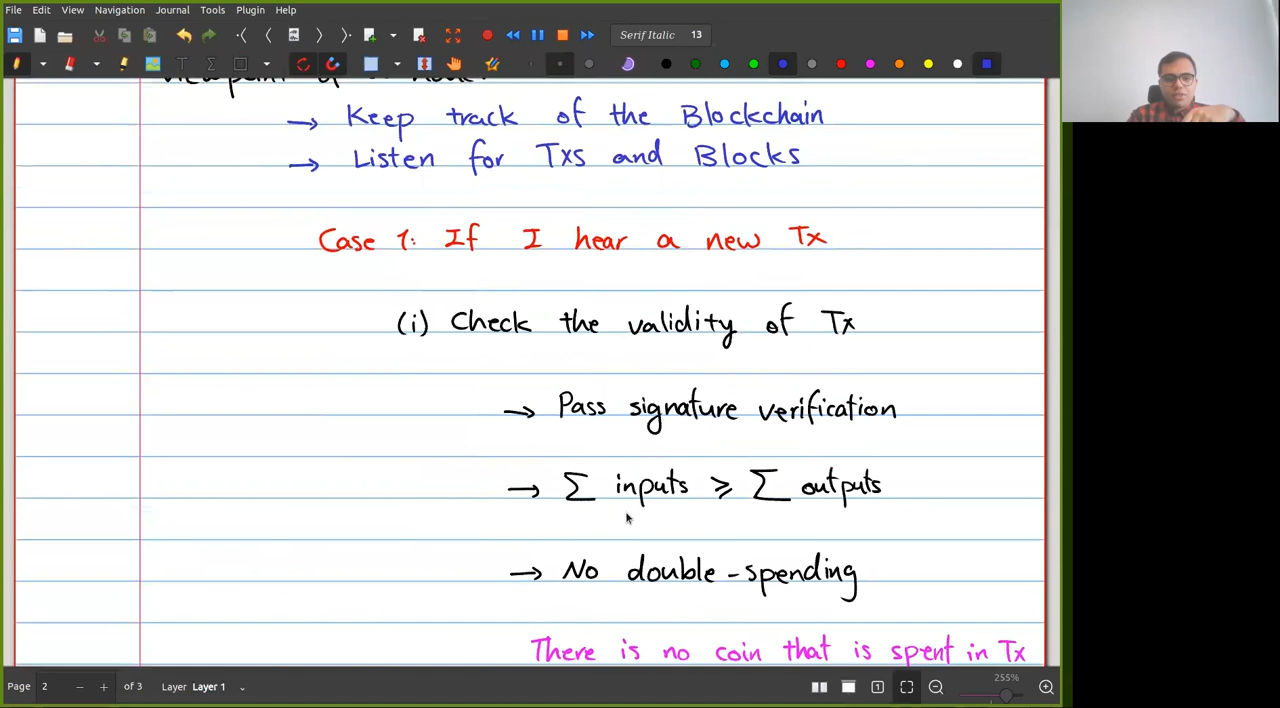 File Edit View Navigation Journal Tools Plugin Help
Serif Italic 13
viewpoint of a node:
→ Keep track of the Blockchain
→ Listen for Txs and Blocks
Case 1: If I hear a new Tx
(i) Check the validity of Tx
→ Pass signature verification
→ Σ inputs ⩾ Σ outputs
→ No double-spending
There is no coin that is spent in Tx
Page 2 − + of 3 Layer Layer 1 255%